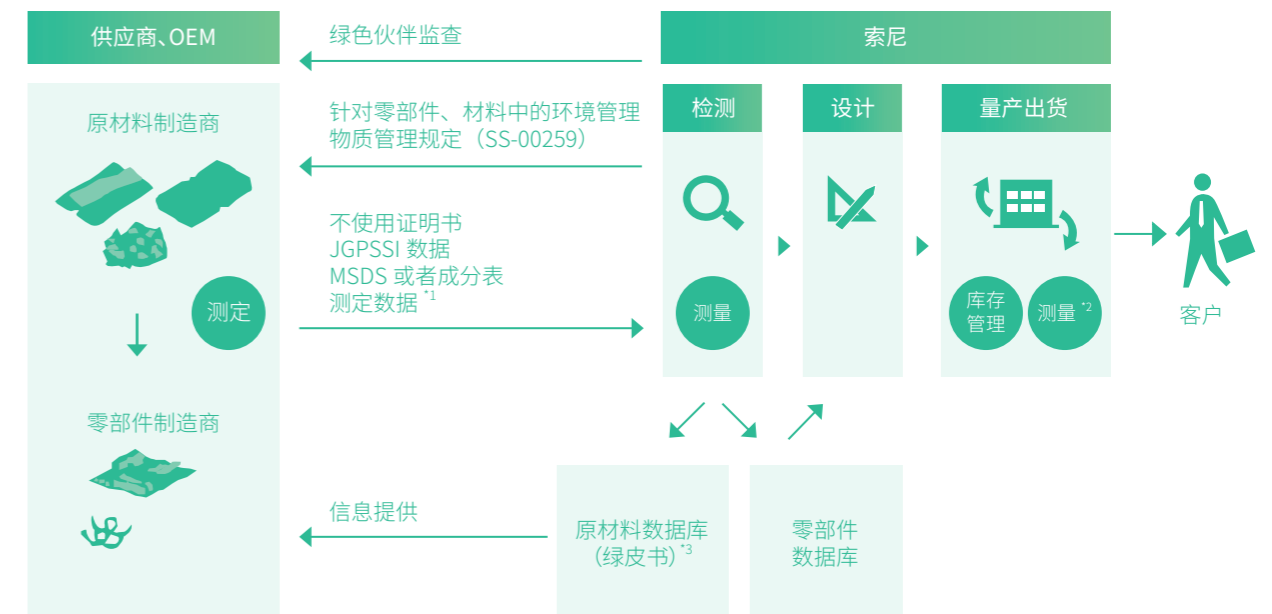 供应商、OEM
原材料制造商
测定
零部件制造商
绿色伙伴监查
针对零部件、材料中的环境管理
物质管理规定（SS-00259）
不使用证明书
JGPSSI 数据
MSDS 或者成分表
测定数据 *1
信息提供
索尼
检测
测量
设计
量产出货
库存
管理
测量 *2
客户
原材料数据库
（绿皮书）*3
零部件
数据库